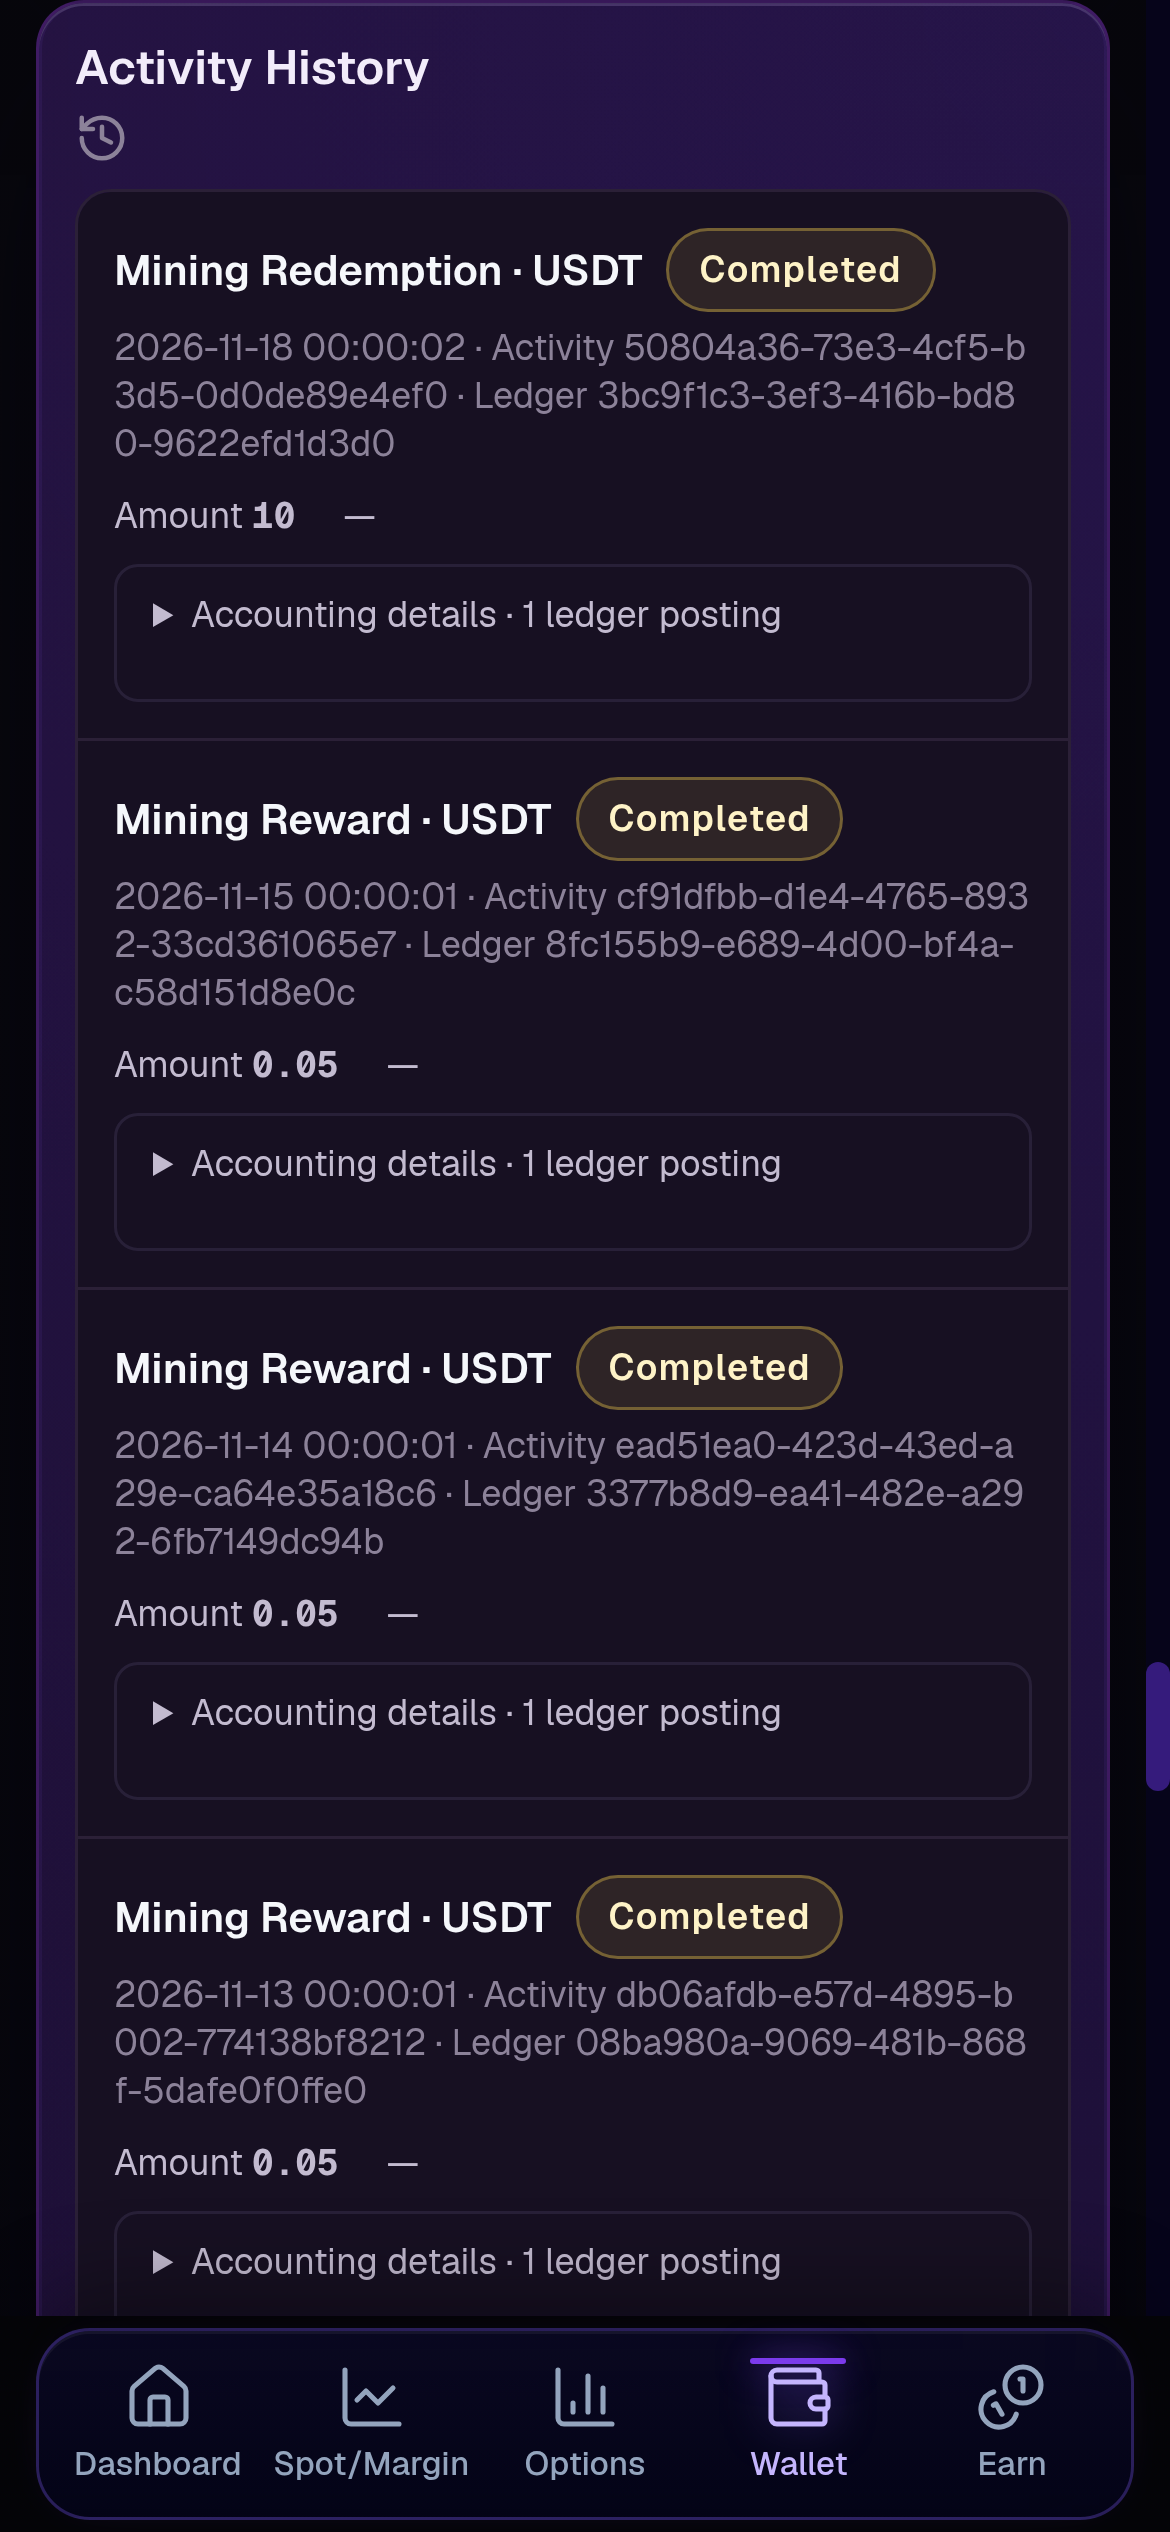 Activity History
Mining Redemption · USDT Completed
2026-11-18 00:00:02 · Activity 50804a36-73e3-4cf5-b
3d5-0d0de89e4ef0 · Ledger 3bc9f1c3-3ef3-416b-bd8
0-9622efd1d3d0
Amount 10 —
▶ Accounting details · 1 ledger posting
Mining Reward · USDT Completed
2026-11-15 00:00:01 · Activity cf91dfbb-d1e4-4765-893
2-33cd361065e7 · Ledger 8fc155b9-e689-4d00-bf4a-
c58d151d8e0c
Amount 0.05 —
▶ Accounting details · 1 ledger posting
Mining Reward · USDT Completed
2026-11-14 00:00:01 · Activity ead51ea0-423d-43ed-a
29e-ca64e35a18c6 · Ledger 3377b8d9-ea41-482e-a29
2-6fb7149dc94b
Amount 0.05 —
▶ Accounting details · 1 ledger posting
Mining Reward · USDT Completed
2026-11-13 00:00:01 · Activity db06afdb-e57d-4895-b
002-774138bf8212 · Ledger 08ba980a-9069-481b-868
f-5dafe0f0ffe0
Amount 0.05 —
▶ Accounting details · 1 ledger posting
Dashboard Spot/Margin Options Wallet Earn